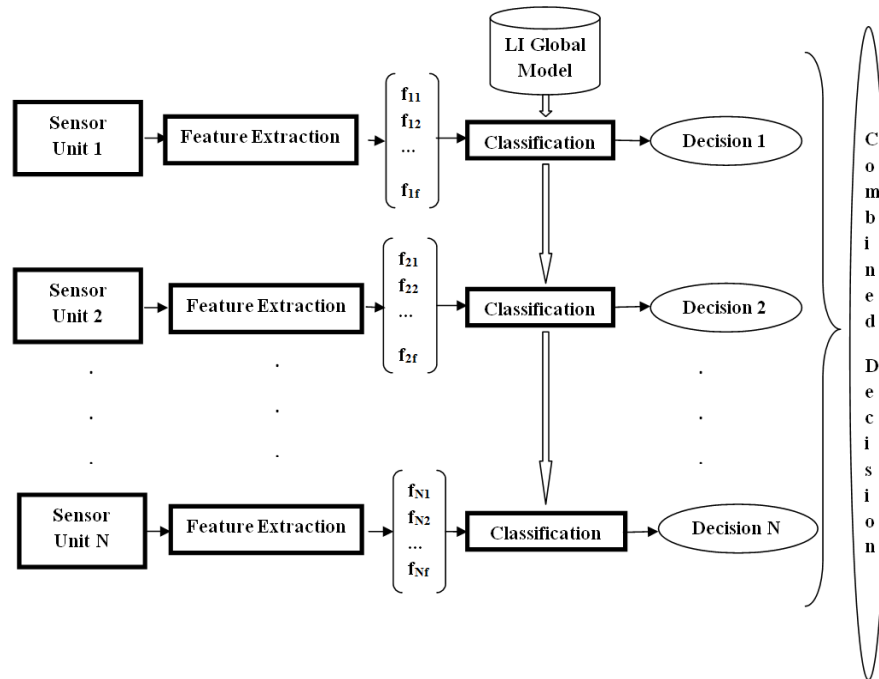 LI Global
Model
Sensor
Unit 1
Feature Extraction
f11
f12
...
f1f
Classification
Decision 1
Sensor
Unit 2
Feature Extraction
f21
f22
...
f2f
Classification
Decision 2
Sensor
Unit N
Feature Extraction
fN1
fN2
...
fNf
Classification
Decision N
Combined Decision